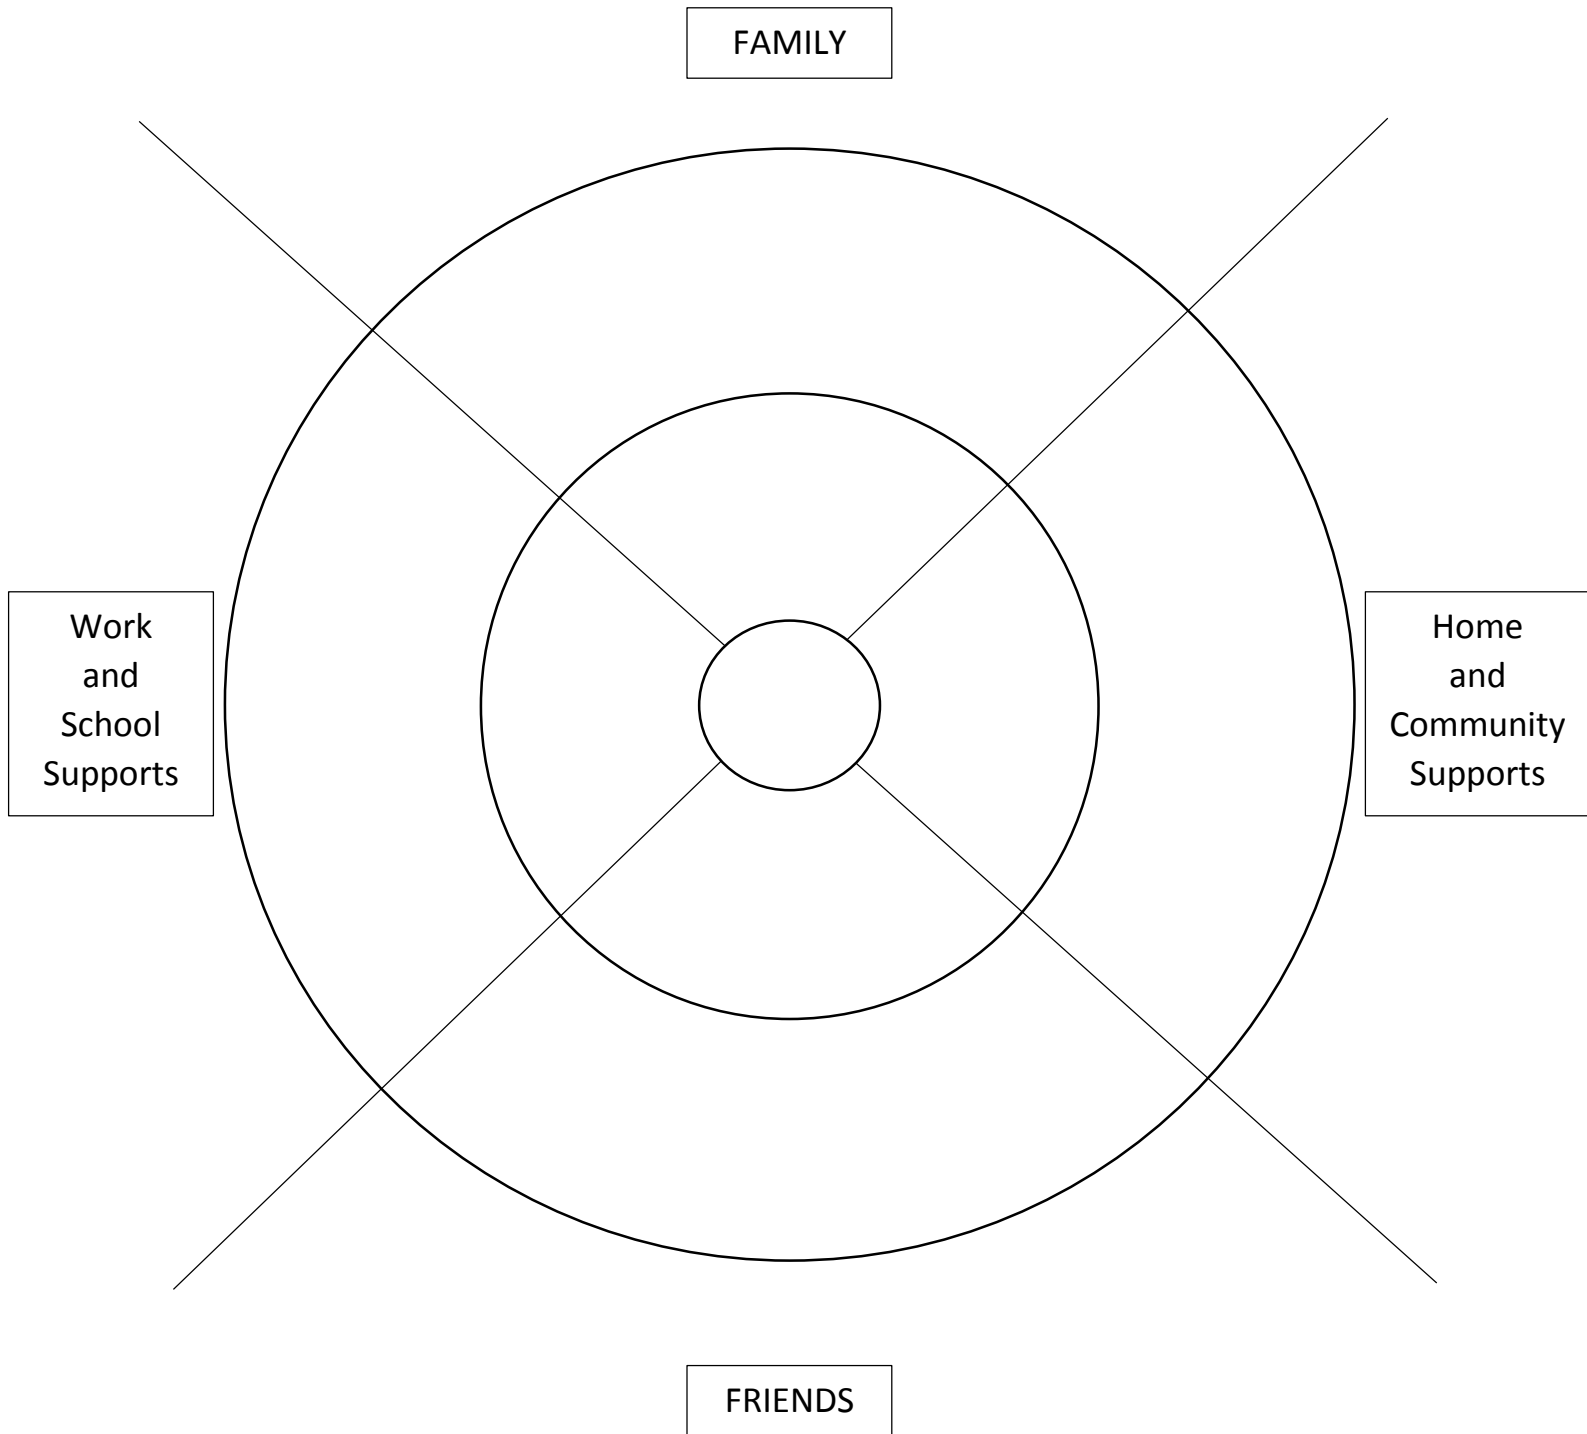 FAMILY
Work
and
School
Supports
Home
and
Community
Supports
FRIENDS